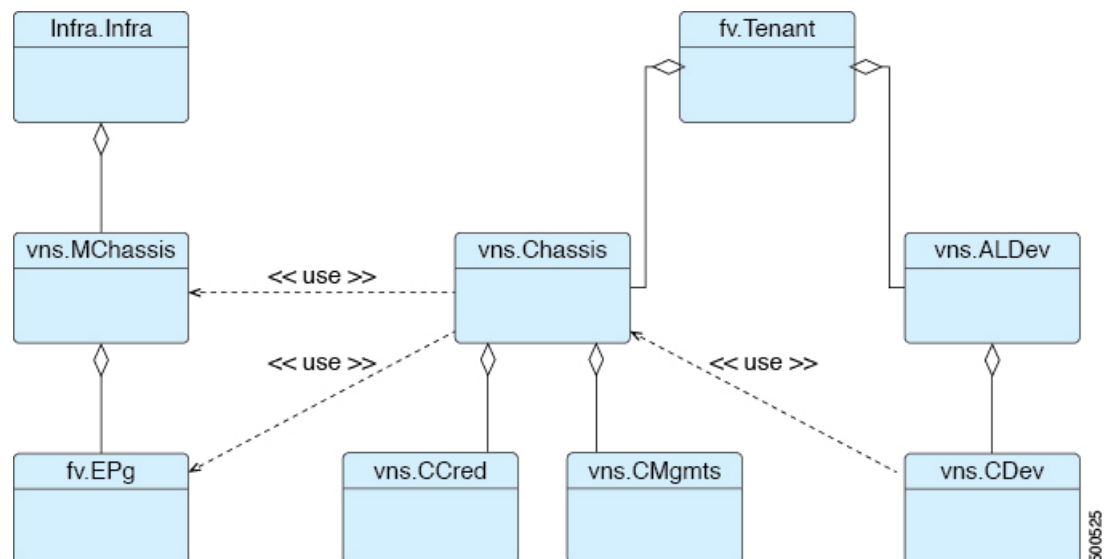 Infra.Infra
fv.Tenant
vns.MChassis
vns.Chassis
vns.ALDev
<< use >>
<< use >>
<< use >>
fv.EPg
vns.CCred
vns.CMgmts
vns.CDev
500525